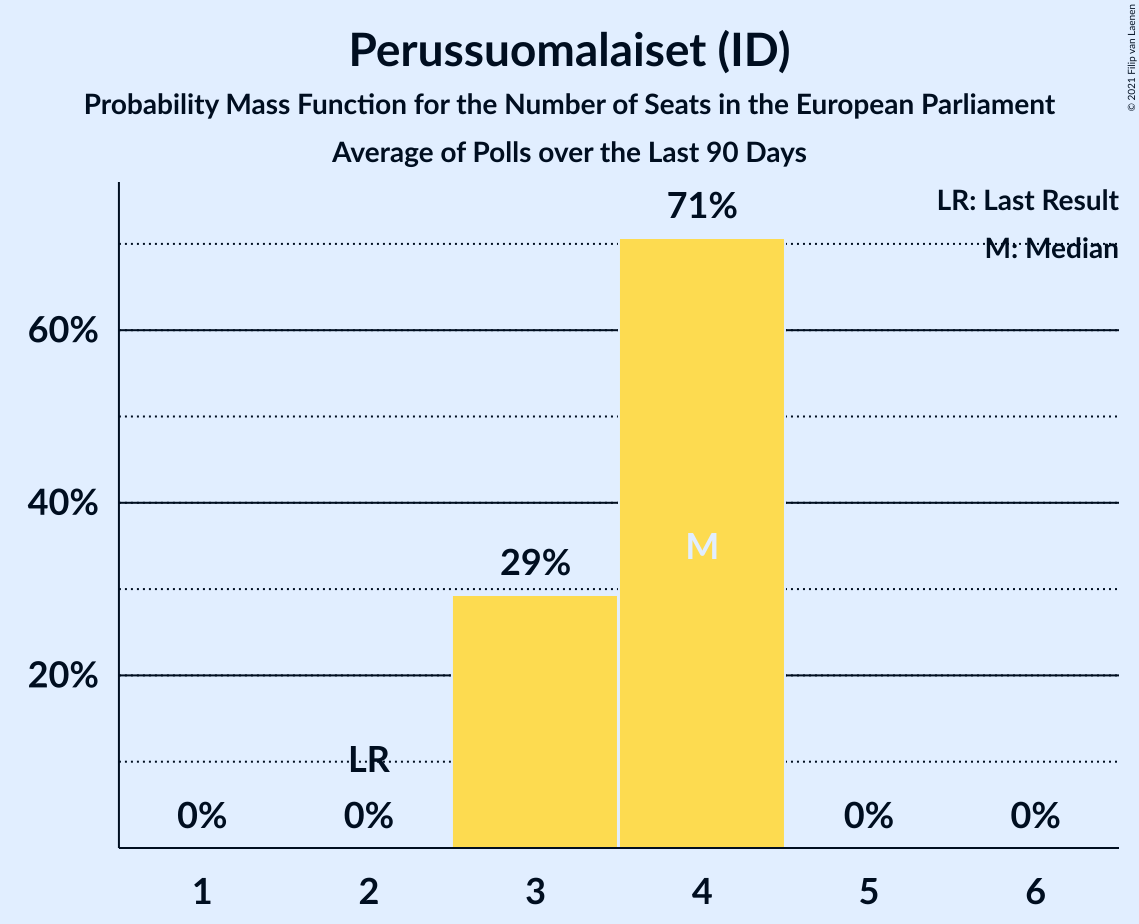 Perussuomalaiset (ID)
Probability Mass Function for the Number of Seats in the European Parliament
Average of Polls over the Last 90 Days
© 2021 Filip van Laenen
LR: Last Result
M: Median
71%
60%
40%
M
29%
20%
LR
0% 0% 0% 0%
1 2 3 4 5 6